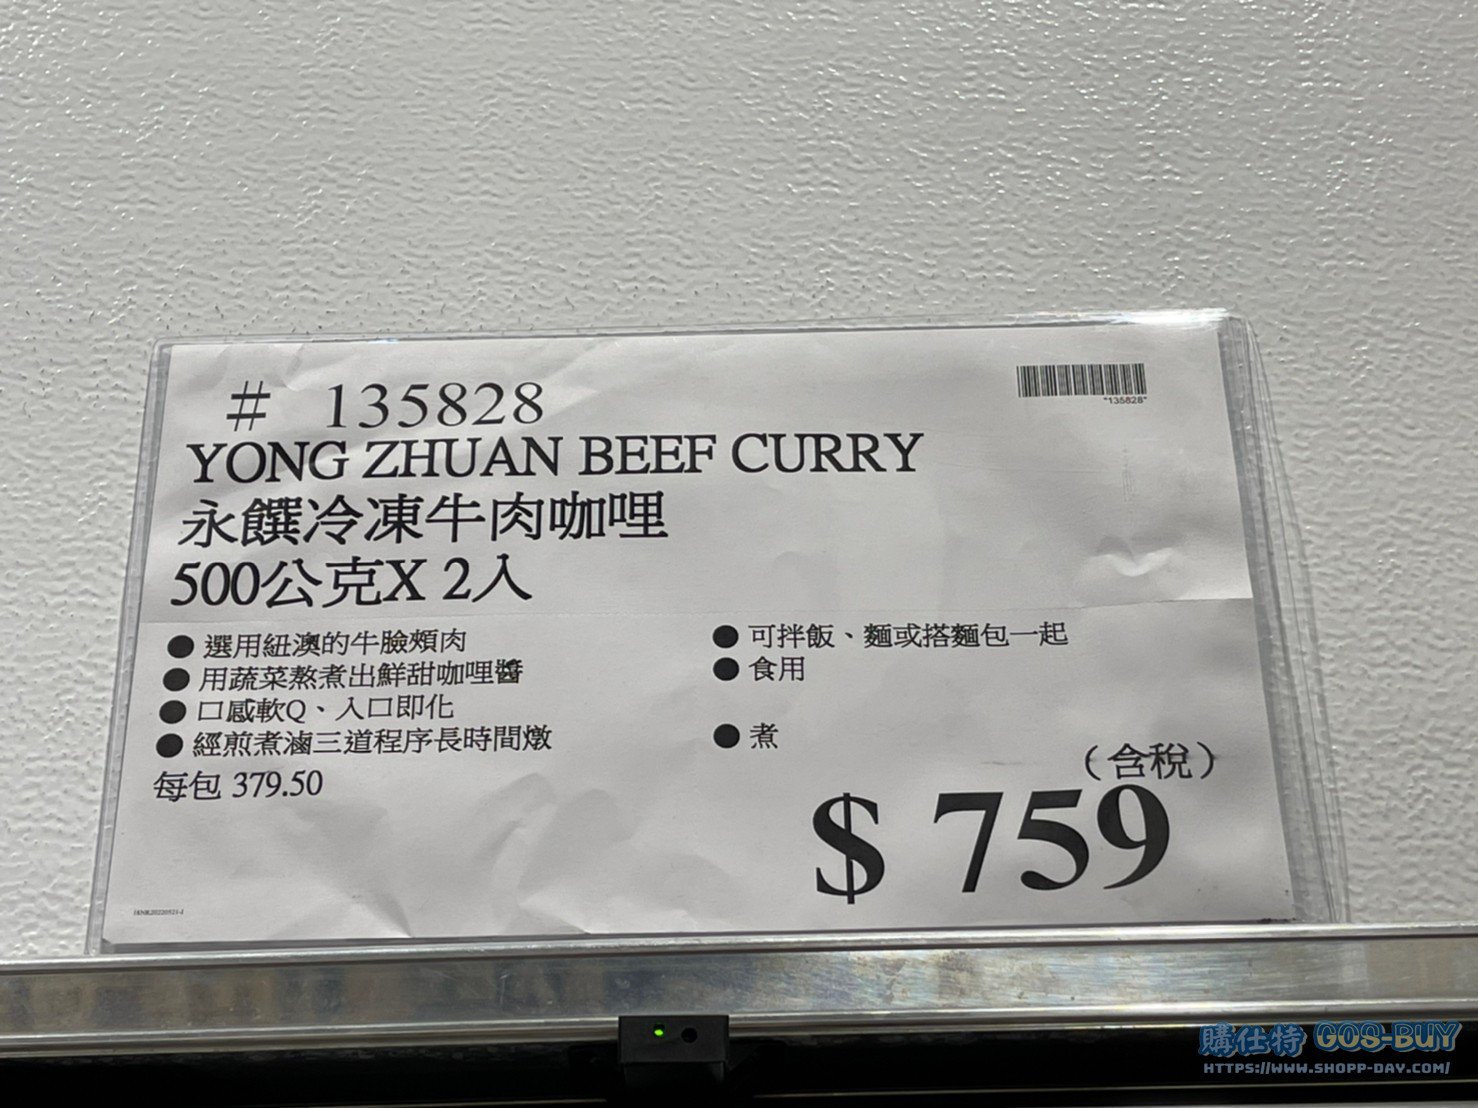 # 135828
"135828"
YONG ZHUAN BEEF CURRY
永饌冷凍牛肉咖哩
500公克X 2入
●選用紐澳的牛臉頰肉
●用蔬菜熬煮出鮮甜咖哩醬
●口感軟Q、入口即化
●經煎煮滷三道程序長時間燉
●可拌飯、麵或搭麵包一起
●食用
●煮
每包 379.50
（含稅）
$ 759
購仕特 GOS-BUY
HTTPS://WWW.SHOPP-DAY.COM/